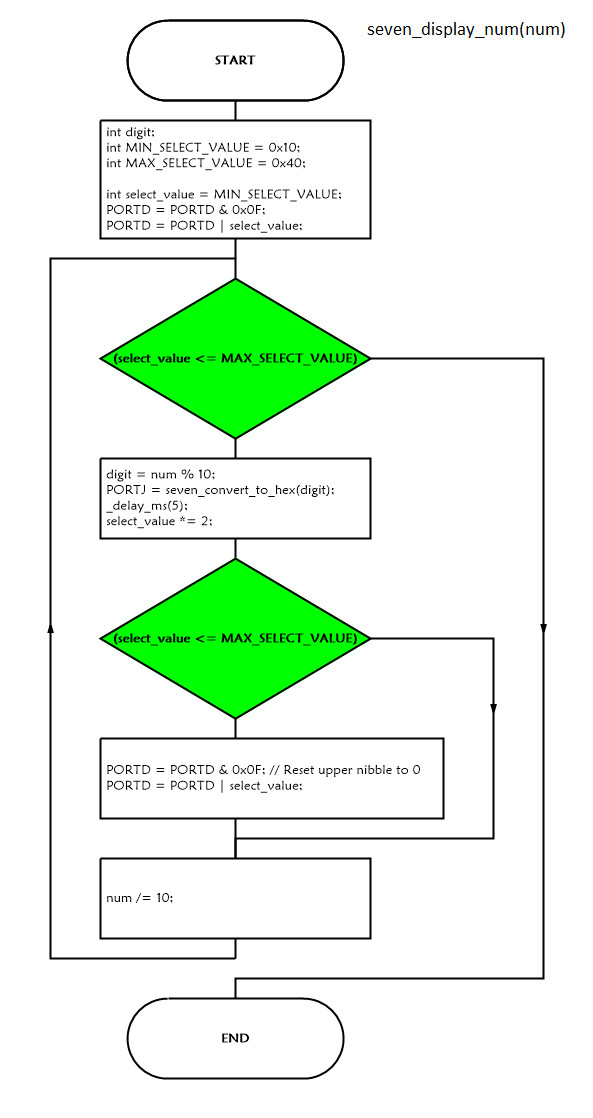 seven_display_num(num)
START
int digit;
int MIN_SELECT_VALUE = 0x10;
int MAX_SELECT_VALUE = 0x40;
int select_value = MIN_SELECT_VALUE;
PORTD = PORTD & 0x0F;
PORTD = PORTD | select_value;
(select_value <= MAX_SELECT_VALUE)
digit = num % 10;
PORTJ = seven_convert_to_hex(digit);
_delay_ms(5);
select_value *= 2;
(select_value <= MAX_SELECT_VALUE)
PORTD = PORTD & 0x0F; // Reset upper nibble to 0
PORTD = PORTD | select_value;
num /= 10;
END